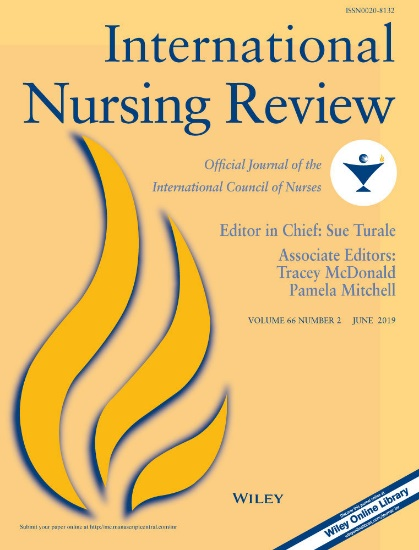 ISSN0020-8132
International
Nursing Review
Official Journal of the
International Council of Nurses
Editor in Chief: Sue Turale
Associate Editors:
Tracey McDonald
Pamela Mitchell
VOLUME 66 NUMBER 2 JUNE 2019
WILEY
Submit your paper online at http://mc.manuscriptcentral.com/inr
Wiley Online Library